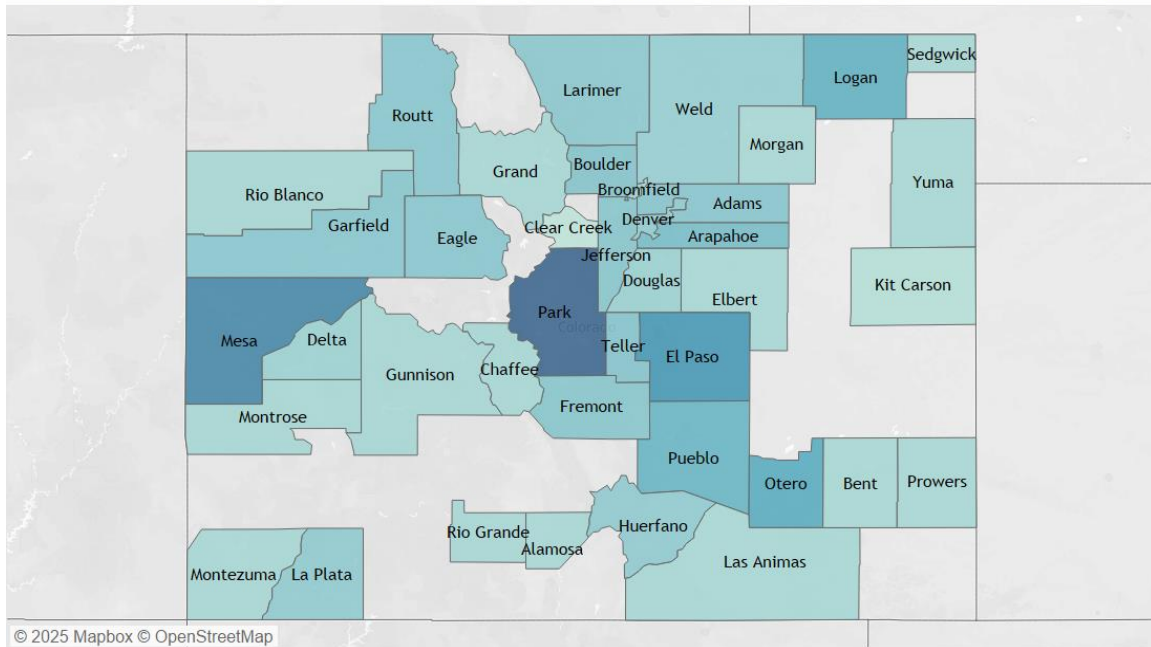 Sedgwick
Logan
Larimer
Weld
Routt
Morgan
Boulder
Grand
Yuma
Rio Blanco
Broomfield
Adams
Denver
Garfield
Clear Creek
Eagle
Arapahoe
Jefferson
Douglas
Kit Carson
Elbert
Park
Colorado
Mesa
Delta
Teller
El Paso
Chaffee
Gunnison
Fremont
Montrose
Pueblo
Otero
Bent
Prowers
Huerfano
Rio Grande
Alamosa
Las Animas
Montezuma
La Plata
© 2025 Mapbox © OpenStreetMap